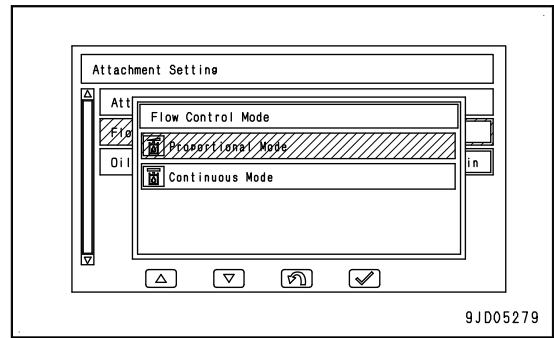 Attachment Setting
Att
Flow Control Mode
Flo
Proportional Mode
Oil
in
Continuous Mode
9JD05279